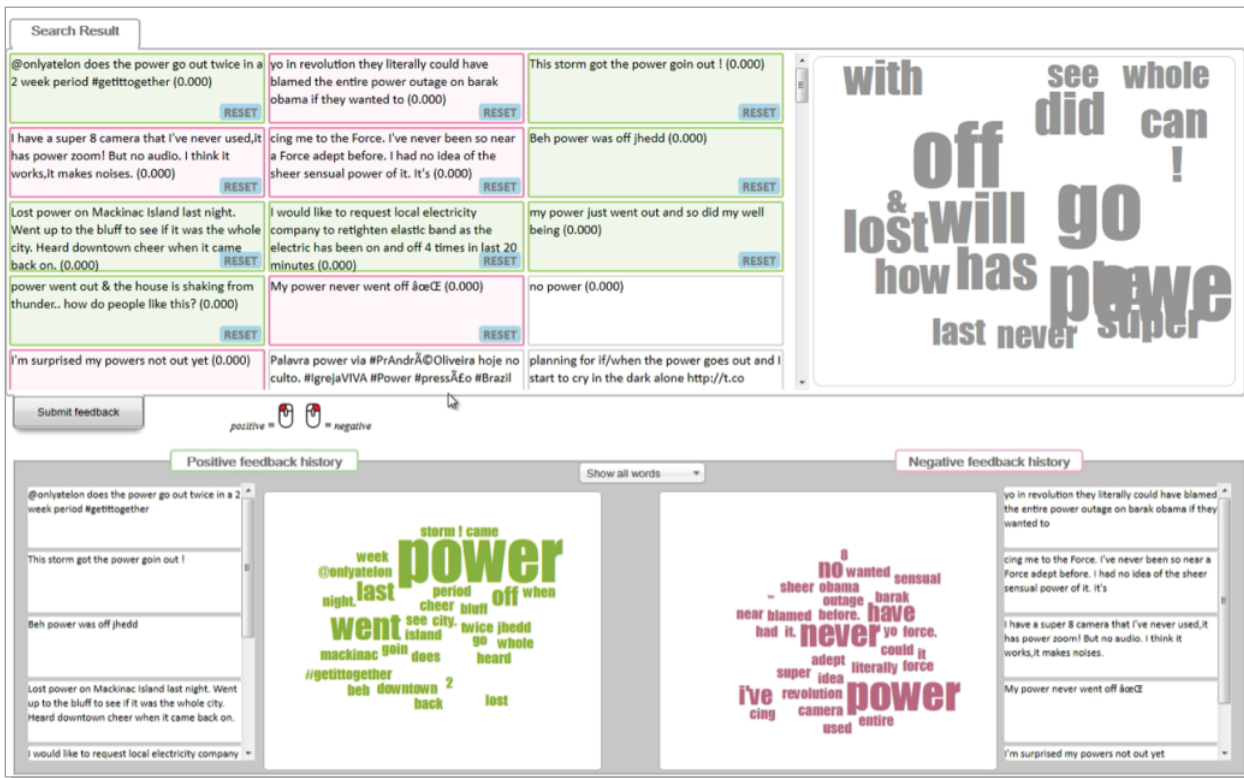 Search Result
@onlyatelon does the power go out twice in a
2 week period #getittogether (0.000)
RESET
yo in revolution they literally could have
blamed the entire power outage on barak
obama if they wanted to (0.000)
RESET
This storm got the power goin out ! (0.000)
RESET
I have a super 8 camera that I've never used,it
has power zoom! But no audio. I think it
works,it makes noises. (0.000)
RESET
cing me to the Force. I've never been so near
a Force adept before. I had no idea of the
sheer sensual power of it. It's (0.000)
RESET
Beh power was off jhedd (0.000)
RESET
Lost power on Mackinac Island last night.
Went up to the bluff to see if it was the whole
city. Heard downtown cheer when it came
back on. (0.000)
RESET
I would like to request local electricity
company to retighten elastic band as the
electric has been on and off 4 times in last 20
minutes (0.000)
RESET
my power just went out and so did my well
being (0.000)
RESET
power went out & the house is shaking from
thunder.. how do people like this? (0.000)
RESET
My power never went off âœŒ (0.000)
RESET
no power (0.000)
I'm surprised my powers not out yet (0.000)
Palavra power via #PrAndrÃ©Oliveira hoje no
culto. #IgrejaVIVA #Power #pressÃ£o #Brazil
planning for if/when the power goes out and I
start to cry in the dark alone http://t.co
with
see whole
did
can
off
!
&
go
lost will
how has
powe
last never super
Submit feedback
positive =
= negative
Positive feedback history
Show all words
Negative feedback history
@onlyatelon does the power go out twice in a 2
week period #getittogether
This storm got the power goin out !
Beh power was off jhedd
Lost power on Mackinac Island last night. Went
up to the bluff to see if it was the whole city.
Heard downtown cheer when it came back on.
I would like to request local electricity company
storm ! came
week power
@onlyatelon
night. last period off when
cheer bluff
went see city. twice jhedd
island go whole
mackinac goin does heard
#getittogether
beh downtown 2
back lost
8
no wanted sensual
sheer obama
~ outage barak
near blamed before. have
had it. never yo force.
could it
adept literally force
super idea
i've revolution power
cing camera entire
used
yo in revolution they literally could have blamed
the entire power outage on barak obama if they
wanted to
cing me to the Force. I've never been so near a
Force adept before. I had no idea of the sheer
sensual power of it. It's
I have a super 8 camera that I've never used,it
has power zoom! But no audio. I think it
works,it makes noises.
My power never went off âœŒ
I'm surprised my powers not out yet